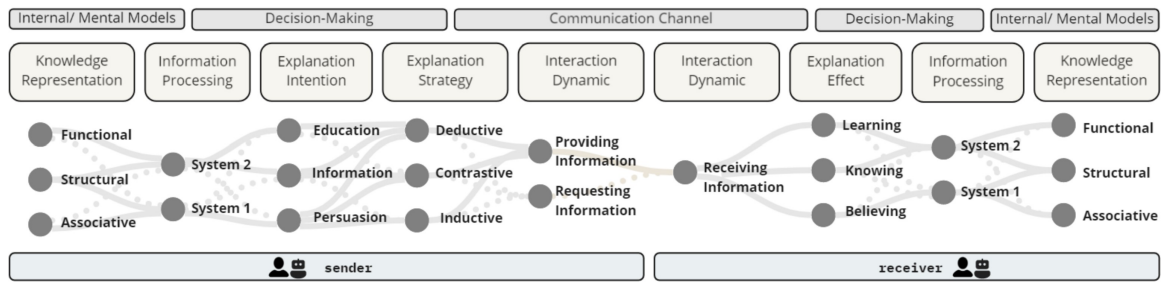 Internal/ Mental Models
Decision-Making
Communication Channel
Decision-Making
Internal/ Mental Models
Knowledge
Representation
Information
Processing
Explanation
Intention
Explanation
Strategy
Interaction
Dynamic
Interaction
Dynamic
Explanation
Effect
Information
Processing
Knowledge
Representation
Functional
Structural
Associative
System 2
System 1
Education
Information
Persuasion
Deductive
Contrastive
Inductive
Providing
Information
Requesting
Information
Receiving
Information
Learning
Knowing
Believing
System 2
System 1
Functional
Structural
Associative
sender
receiver